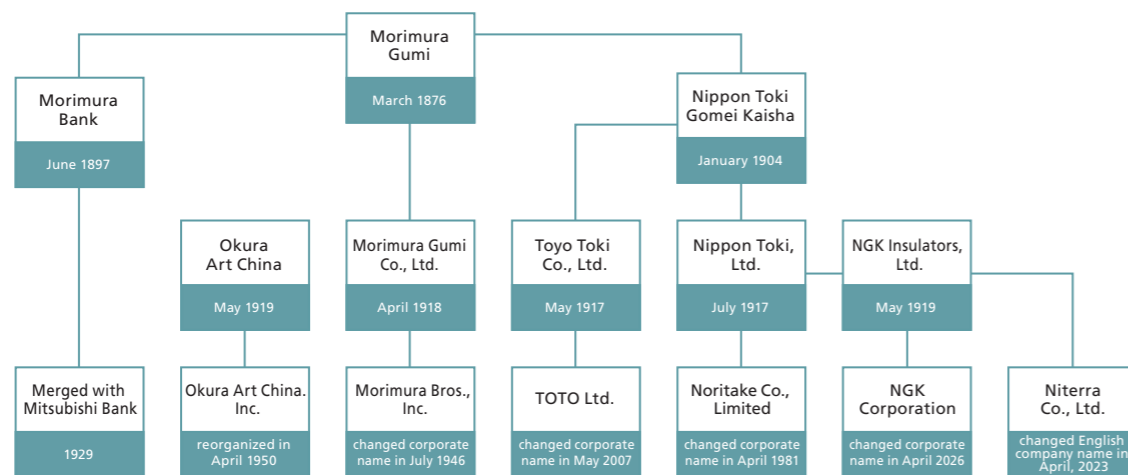 Morimura
Gumi
March 1876
Morimura
Bank
June 1897
Nippon Toki
Gomei Kaisha
January 1904
Okura
Art China
May 1919
Morimura Gumi
Co., Ltd.
April 1918
Toyo Toki
Co., Ltd.
May 1917
Nippon Toki,
Ltd.
July 1917
NGK Insulators,
Ltd.
May 1919
Merged with
Mitsubishi Bank
1929
Okura Art China.
Inc.
reorganized in
April 1950
Morimura Bros.,
Inc.
changed corporate
name in July 1946
TOTO Ltd.
changed corporate
name in May 2007
Noritake Co.,
Limited
changed corporate
name in April 1981
NGK
Corporation
changed corporate
name in April 2026
Niterra
Co., Ltd.
changed English
company name in
April, 2023